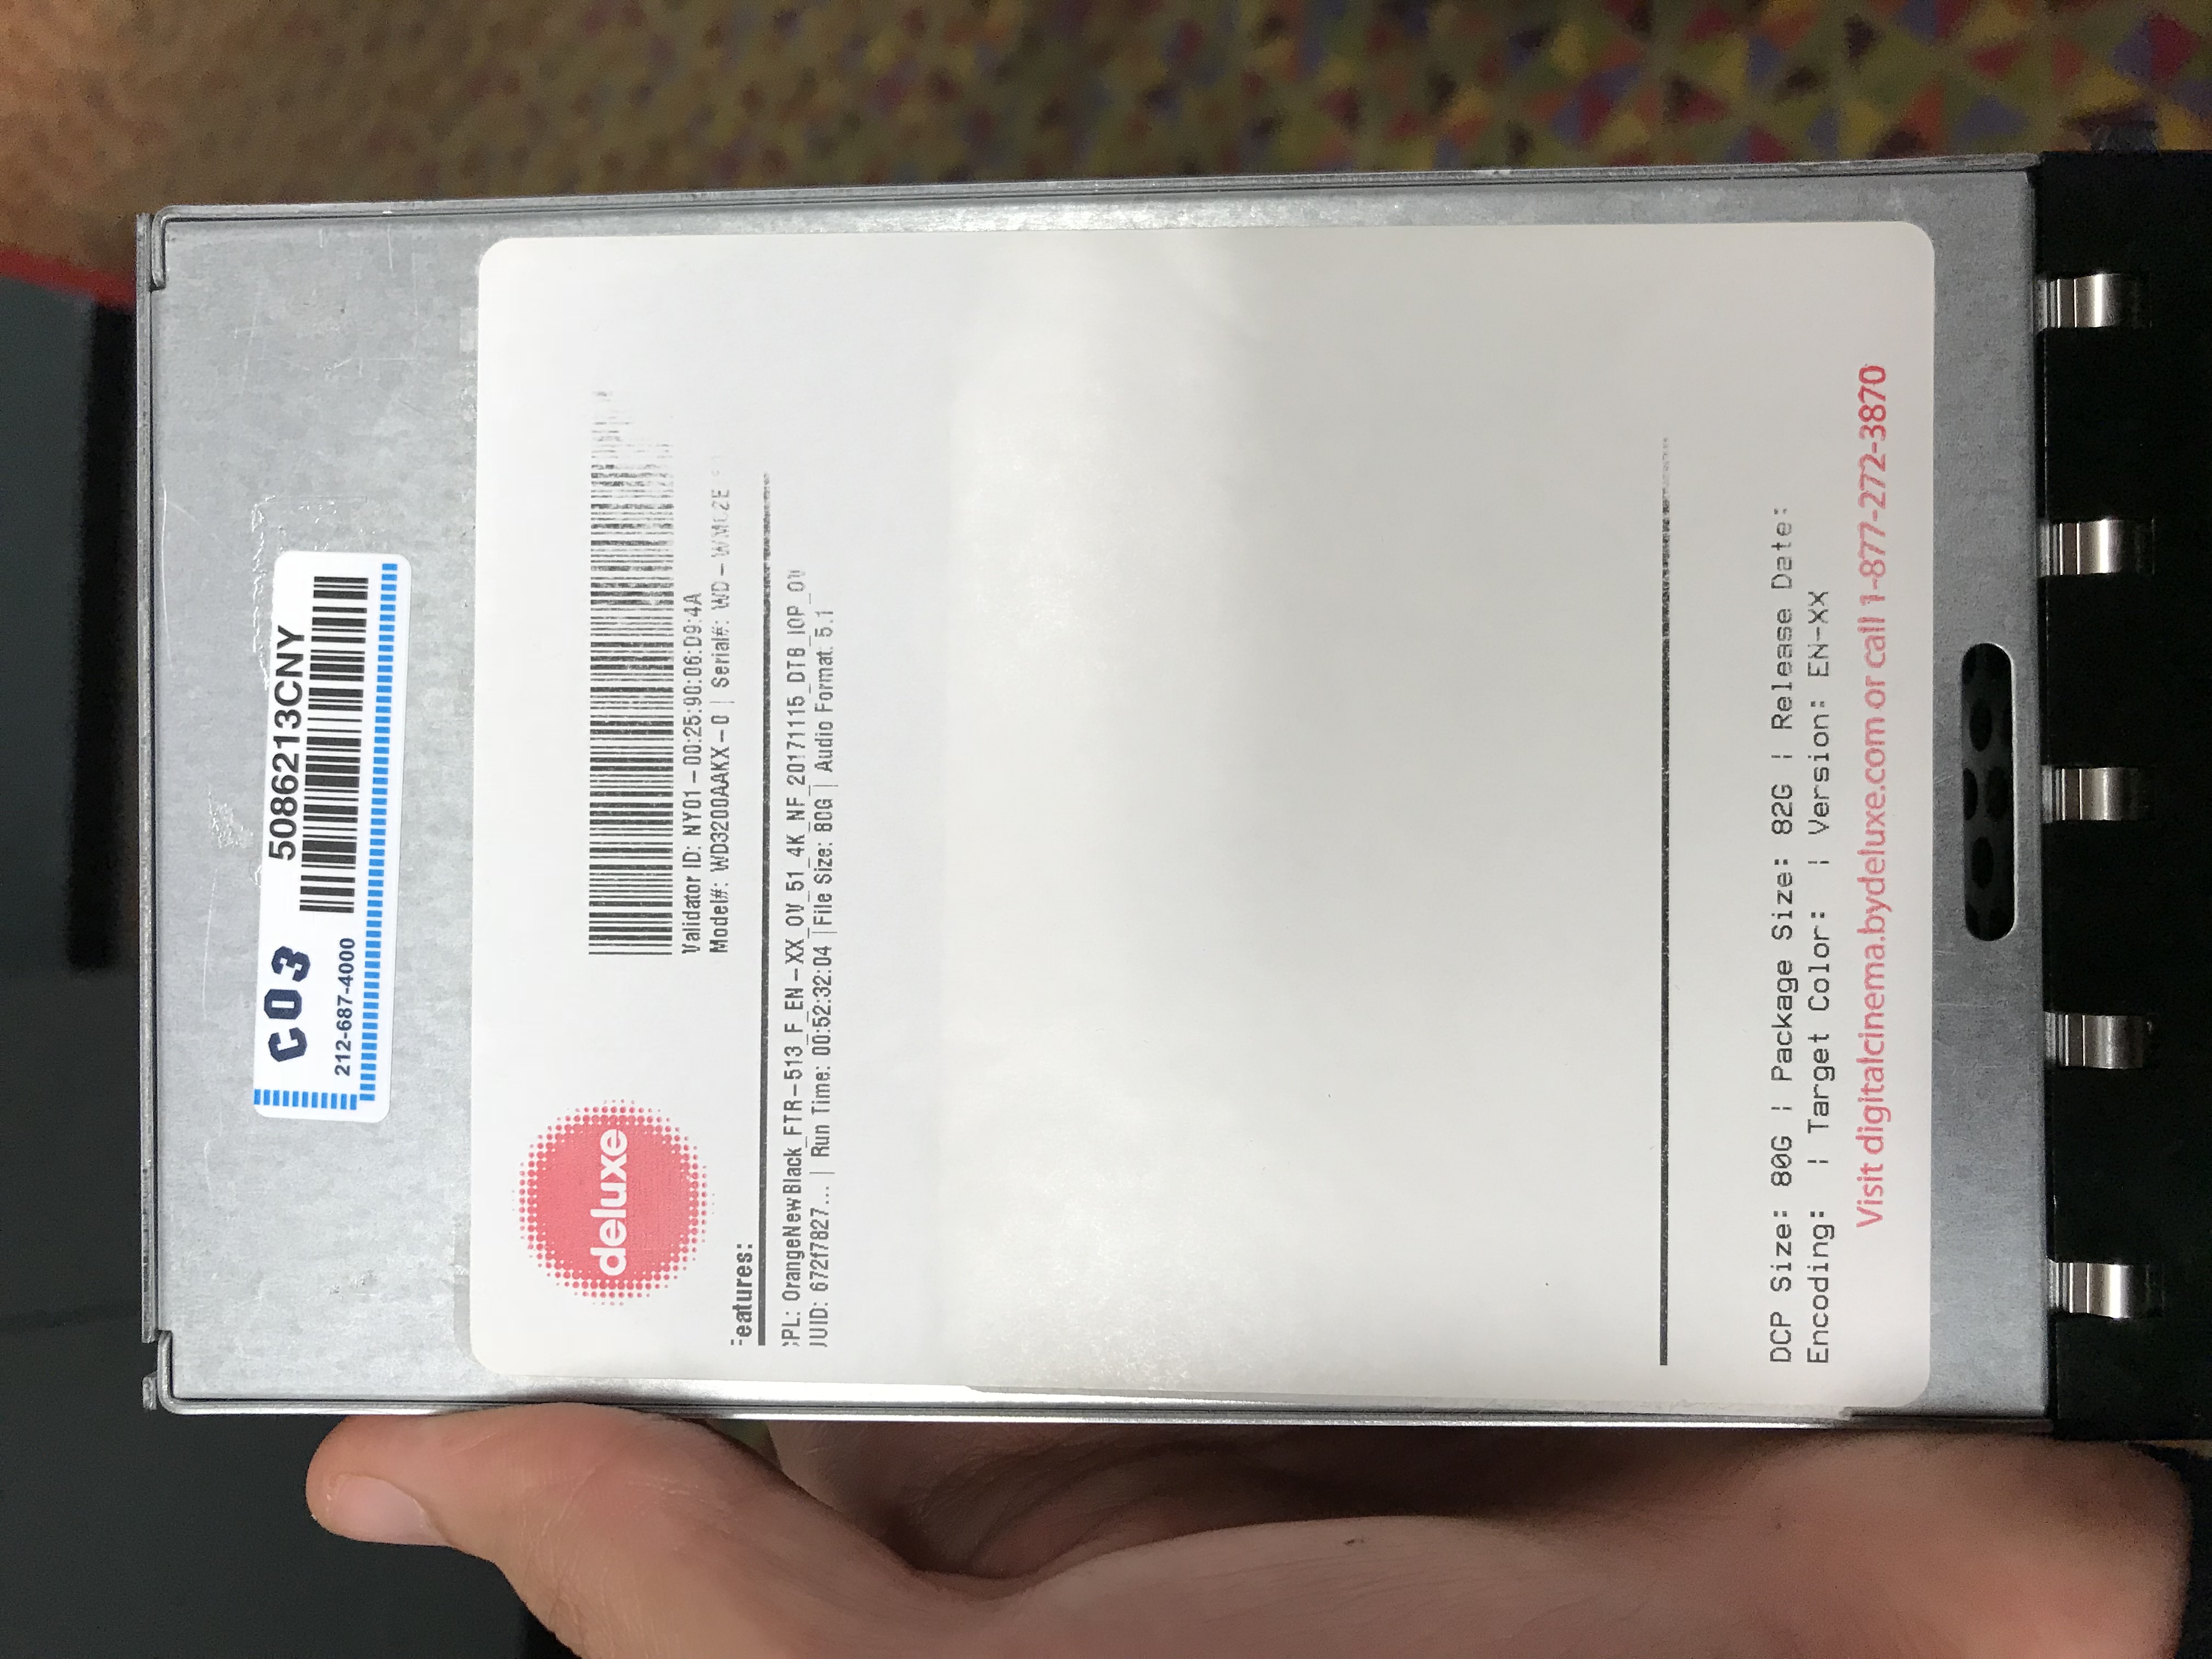 C03
5086213CNY
212-687-4000
deluxe
Validator ID: NY01-00:25:90:06:D9:4A
Model#: WD3200AAKX-0 | Serial#: WD-
eatures:
PL: OrangeNewBlack_FTR-513_F_EN-XX_OV_51_4K_NF_20171115_DTB_IOP_OV
UID: 672f7827... | Run Time: 00:52:32:04 | File Size: 80G | Audio Format: 5.1
DCP Size: 80G | Package Size: 82G | Release Date:
Encoding: | Target Color: | Version: EN-XX
Visit digitalcinema.bydeluxe.com or call 1-877-272-3870